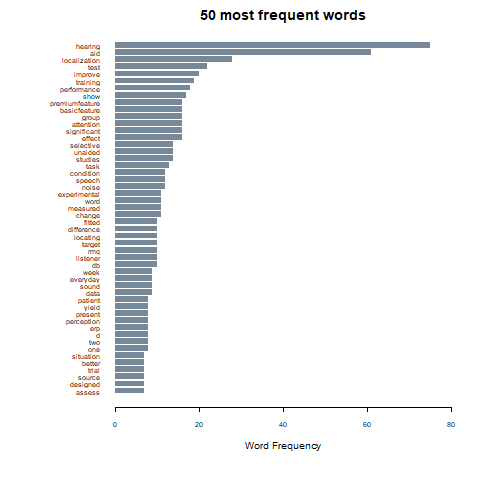 50 most frequent words
hearing
aid
localization
test
improve
training
performance
show
premiumfeature
basicfeature
group
attention
significant
effect
selective
unaided
studies
task
condition
speech
noise
experimental
word
measured
change
fitted
difference
locating
target
rmq
listener
db
week
everyday
sound
data
patient
yield
present
perception
erp
d
two
one
situation
better
trial
source
designed
assess
0 20 40 60 80
Word Frequency